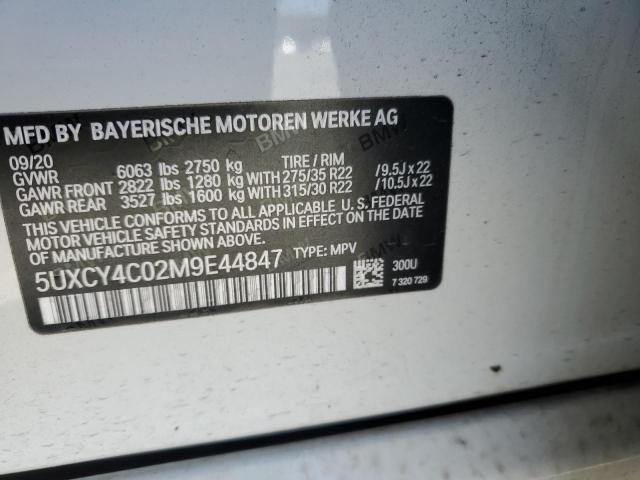 MFD BY BAYERISCHE MOTOREN WERKE AG
09/20
GVWR 6063 lbs 2750 kg TIRE / RIM
GAWR FRONT 2822 lbs 1280 kg WITH 275/35 R22 / 9.5J x 22
GAWR REAR 3527 lbs 1600 kg WITH 315/30 R22 / 10.5J x 22
THIS VEHICLE CONFORMS TO ALL APPLICABLE U. S. FEDERAL
MOTOR VEHICLE SAFETY STANDARDS IN EFFECT ON THE DATE
OF MANUFACTURE SHOWN ABOVE.
5UXCY4C02M9E44847 TYPE: MPV
300U
7 320 729